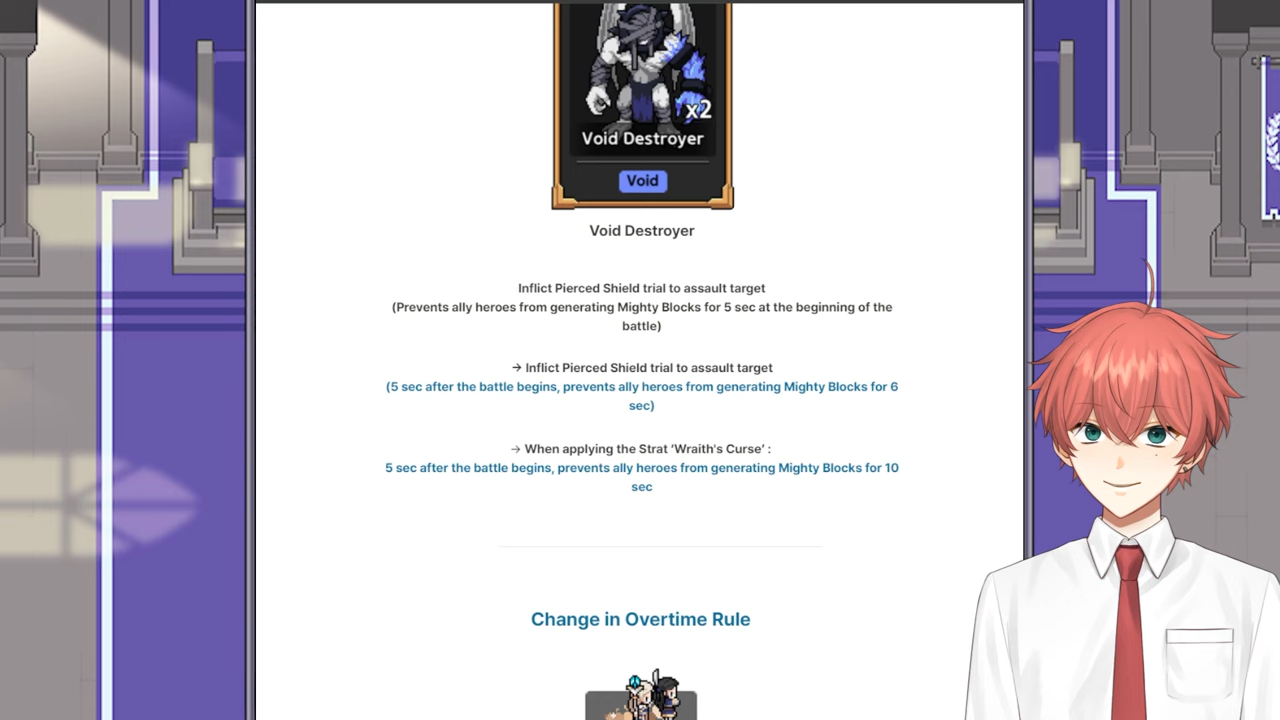 x2
Void Destroyer
Void
Void Destroyer
Inflict Pierced Shield trial to assault target
(Prevents ally heroes from generating Mighty Blocks for 5 sec at the beginning of the
battle)
→ Inflict Pierced Shield trial to assault target
(5 sec after the battle begins, prevents ally heroes from generating Mighty Blocks for 6
sec)
→ When applying the Strat ‘Wraith's Curse’ :
5 sec after the battle begins, prevents ally heroes from generating Mighty Blocks for 10
sec
Change in Overtime Rule